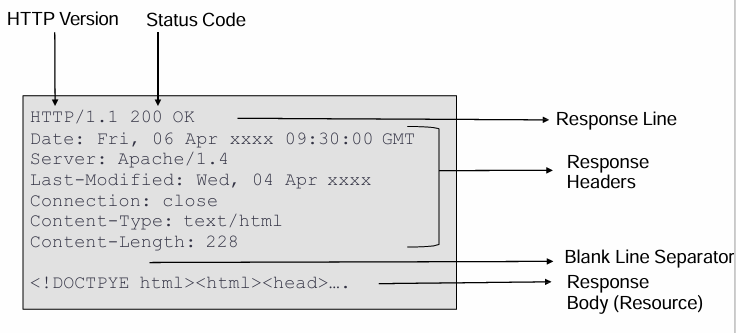 HTTP Version Status Code
HTTP/1.1 200 OK
Response Line
Date: Fri, 06 Apr xxxx 09:30:00 GMT
Server: Apache/1.4
Last-Modified: Wed, 04 Apr xxxx
Connection: close
Content-Type: text/html
Content-Length: 228
Response
Headers
Blank Line Separator
<!DOCTPYE html><html><head>….
Response
Body (Resource)